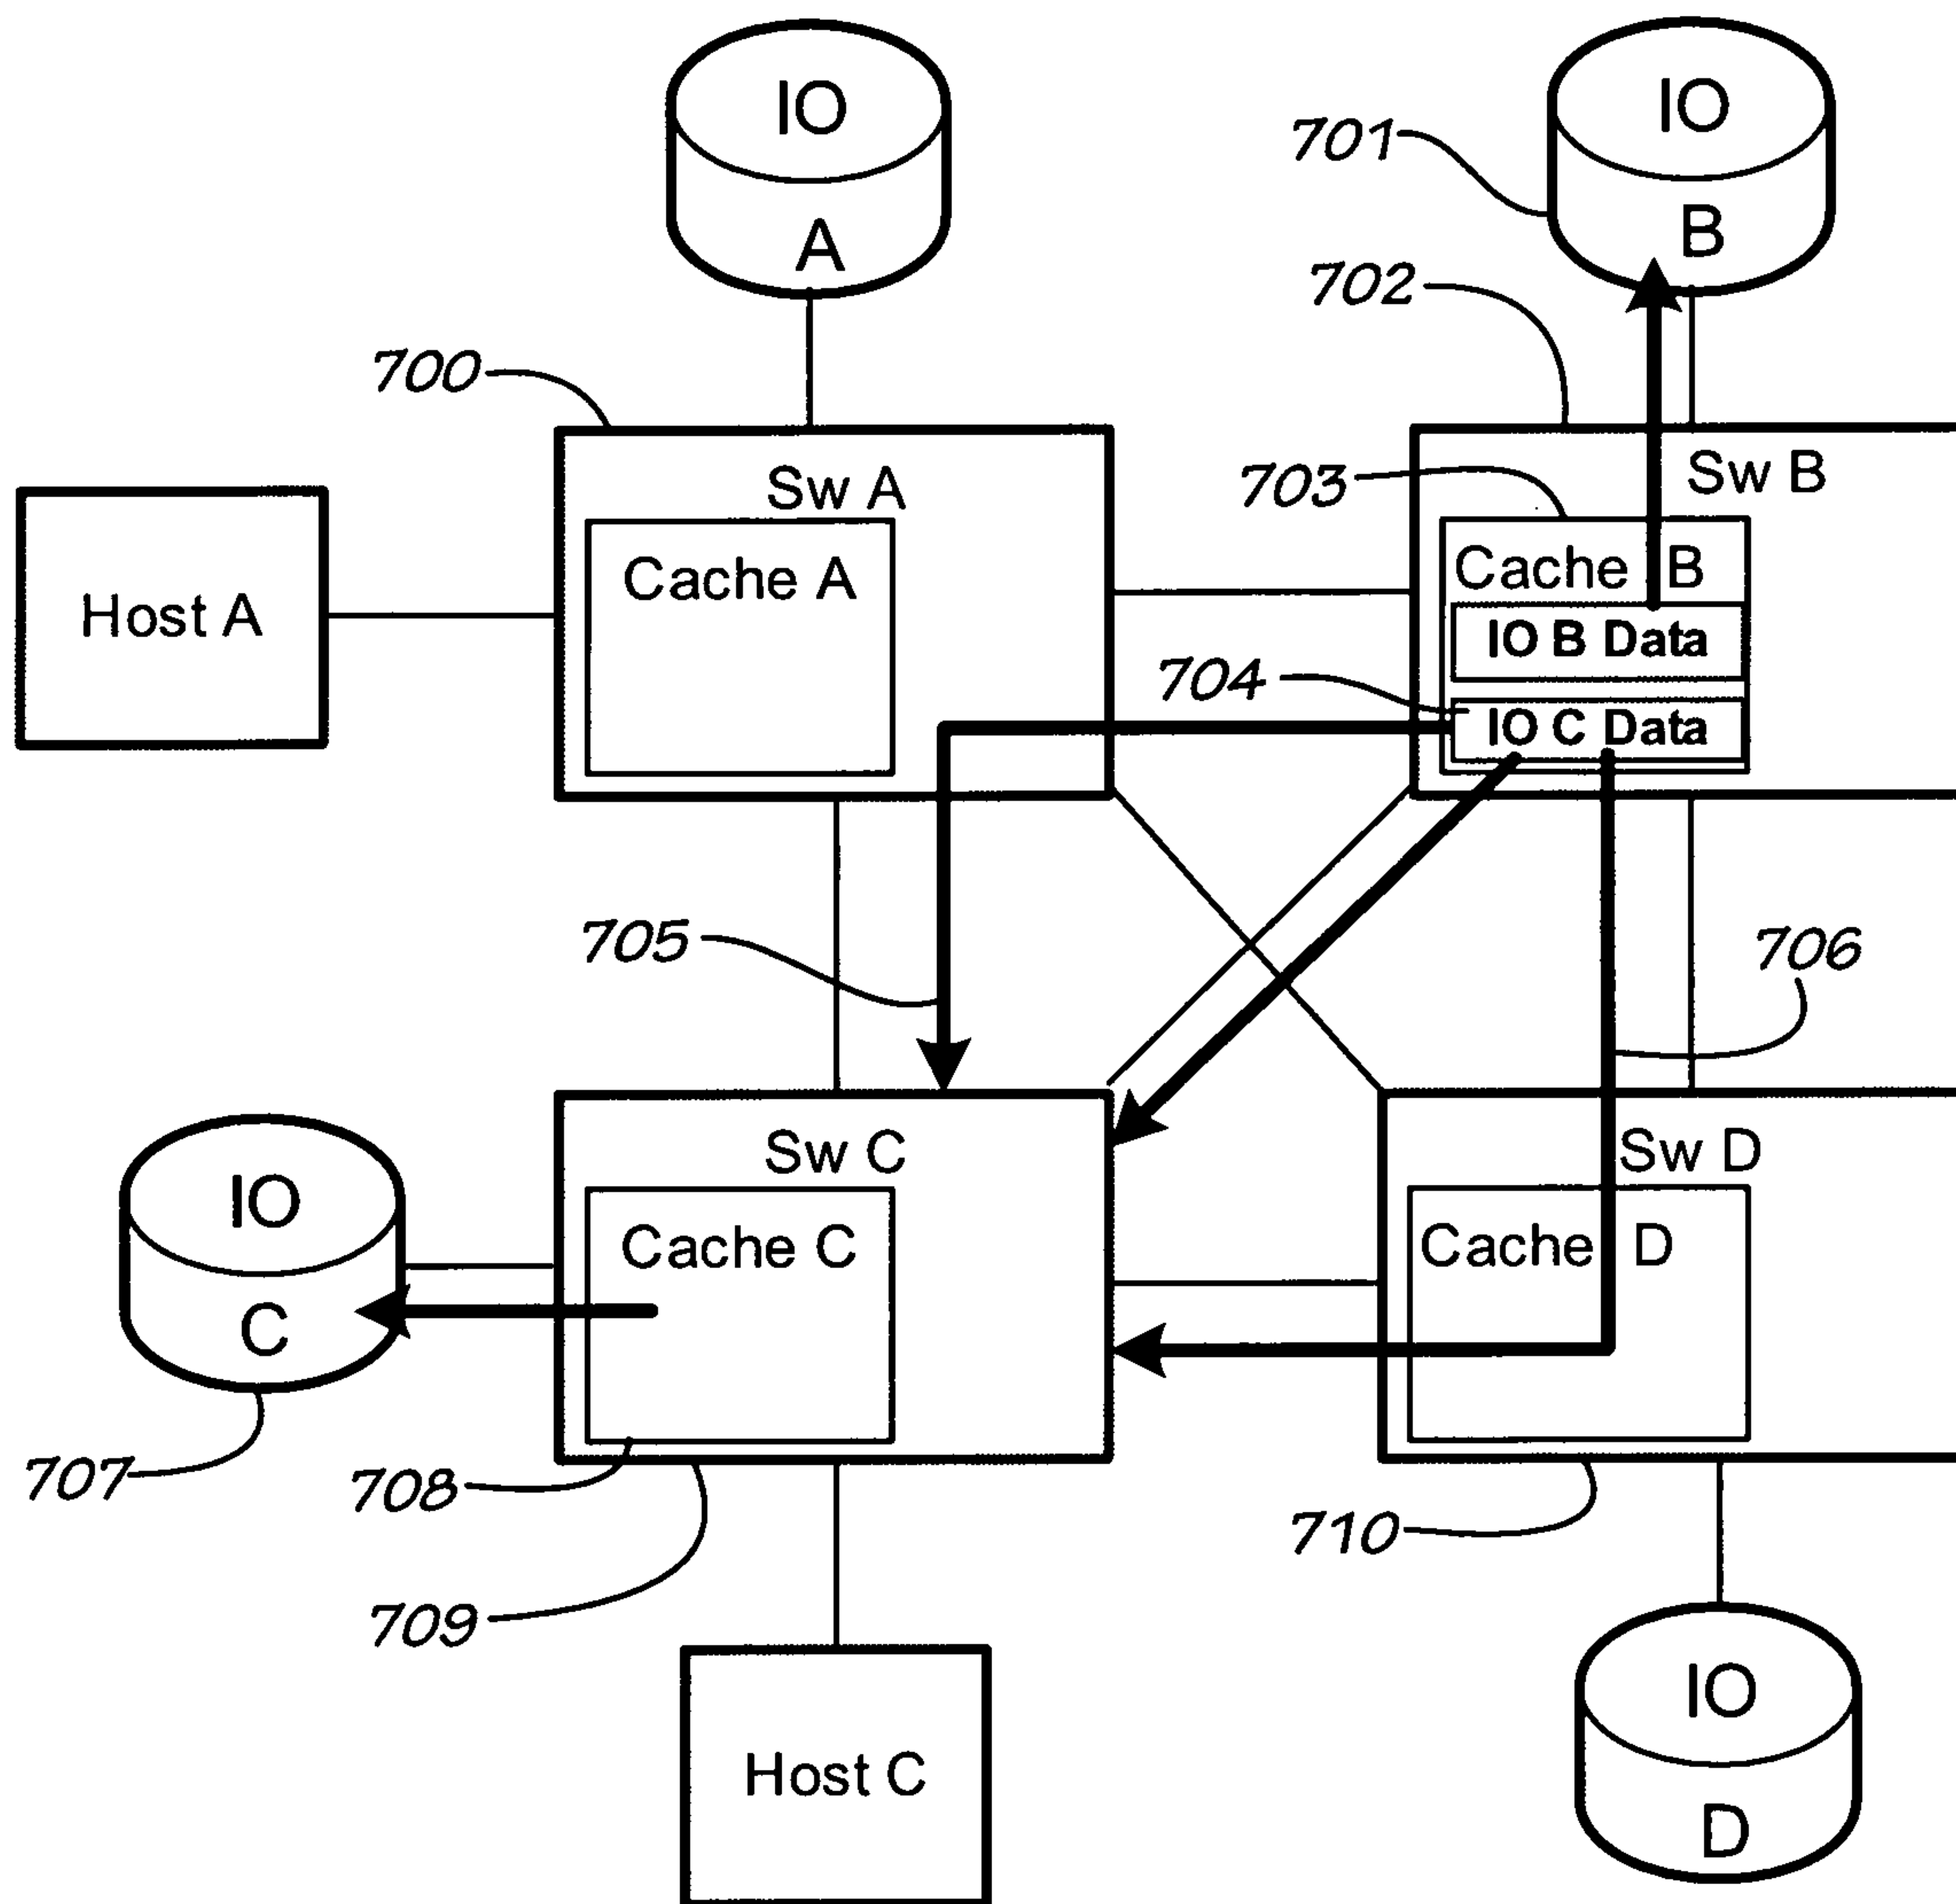 IO
A
IO
B
701
702
700
Sw A
Cache A
Host A
703
Sw B
Cache B
IO B Data
704
IO C Data
705
706
Sw C
Cache C
IO
C
Sw D
Cache D
707
708
709
710
Host C
IO
D